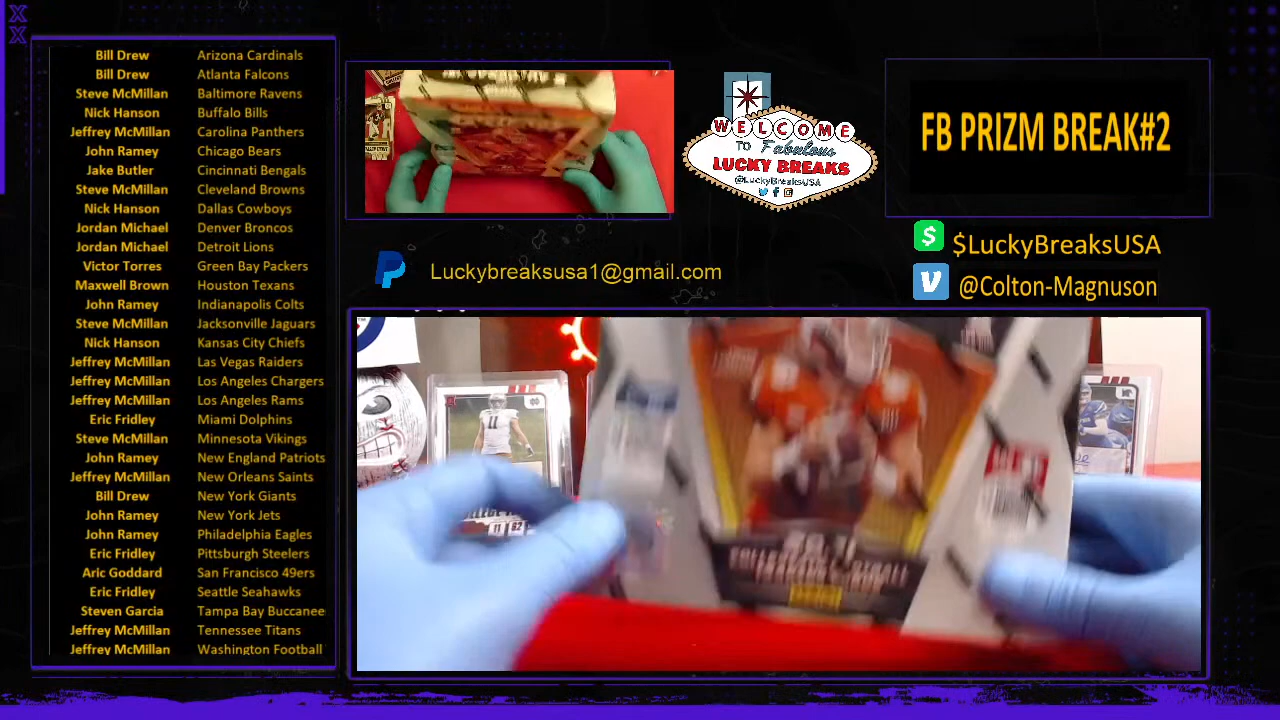 Bill Drew Arizona Cardinals
Bill Drew Atlanta Falcons
Steve McMillan Baltimore Ravens
Nick Hanson Buffalo Bills
Jeffrey McMillan Carolina Panthers
John Ramey Chicago Bears
Jake Butler Cincinnati Bengals
Steve McMillan Cleveland Browns
Nick Hanson Dallas Cowboys
Jordan Michael Denver Broncos
Jordan Michael Detroit Lions
Victor Torres Green Bay Packers
Maxwell Brown Houston Texans
John Ramey Indianapolis Colts
Steve McMillan Jacksonville Jaguars
Nick Hanson Kansas City Chiefs
Jeffrey McMillan Las Vegas Raiders
Jeffrey McMillan Los Angeles Chargers
Jeffrey McMillan Los Angeles Rams
Eric Fridley Miami Dolphins
Steve McMillan Minnesota Vikings
John Ramey New England Patriots
Jeffrey McMillan New Orleans Saints
Bill Drew New York Giants
John Ramey New York Jets
John Ramey Philadelphia Eagles
Eric Fridley Pittsburgh Steelers
Aric Goddard San Francisco 49ers
Eric Fridley Seattle Seahawks
Steven Garcia Tampa Bay Buccanee
Jeffrey McMillan Tennessee Titans
Jeffrey McMillan Washington Football
WELCOME
TO Fabulous
LUCKY BREAKS
@LuckyBreaksUSA
FB PRIZM BREAK#2
$LuckyBreaksUSA
@Colton-Magnuson
Luckybreaksusa1@gmail.com
11